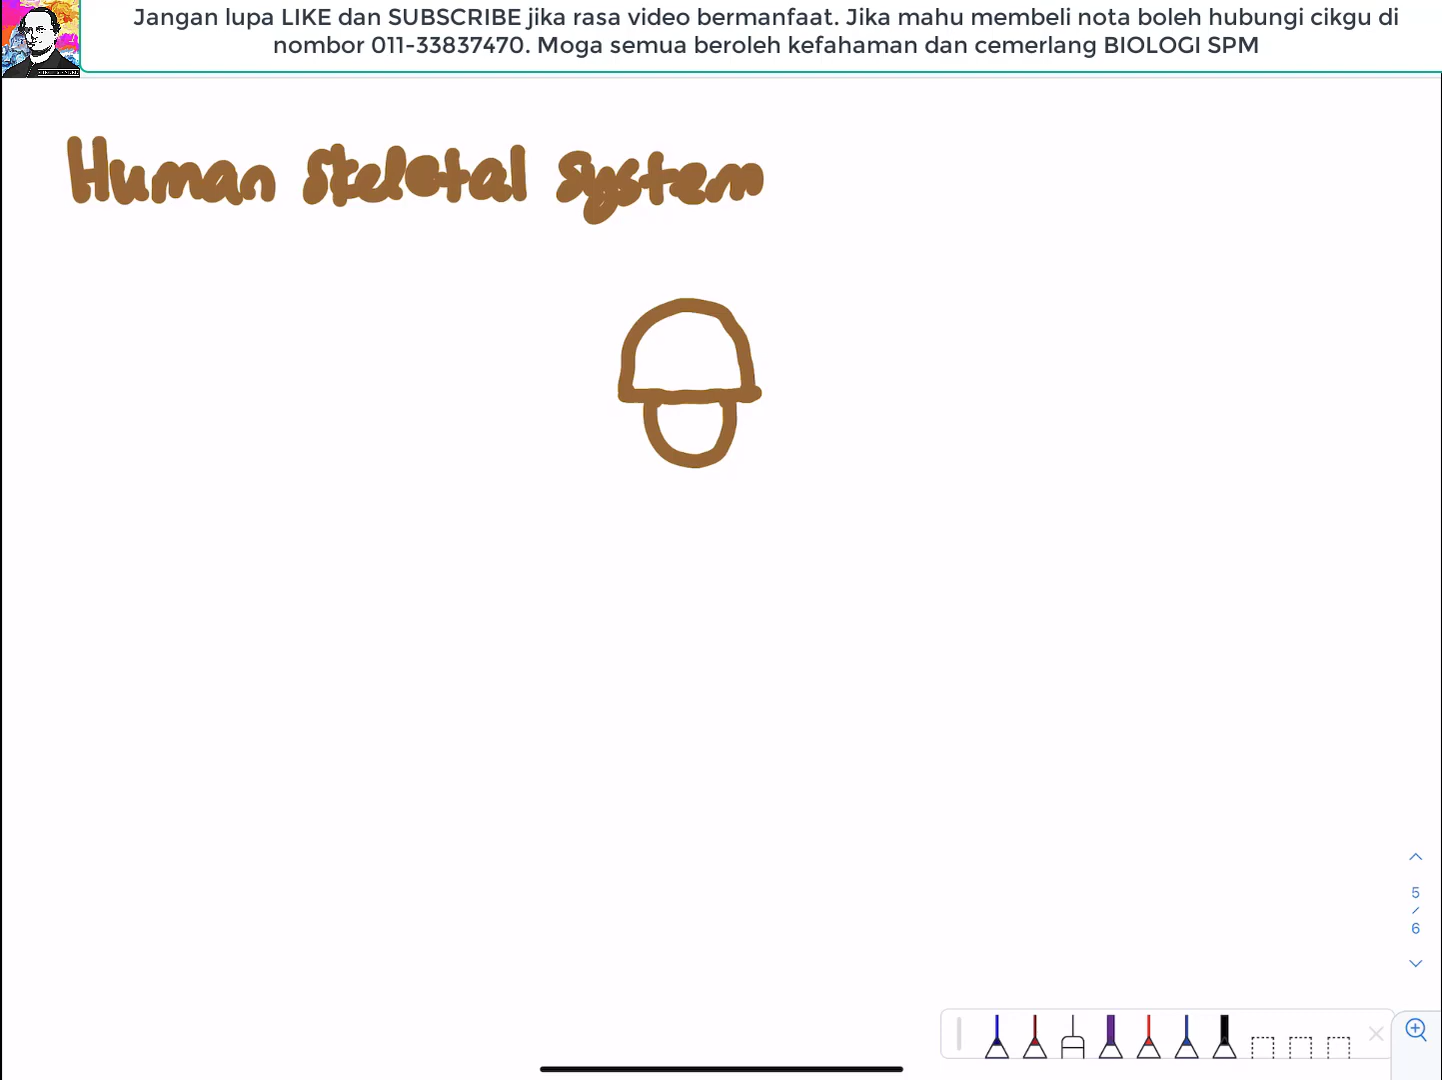 Jangan lupa LIKE dan SUBSCRIBE jika rasa video bermanfaat. Jika mahu membeli nota boleh hubungi cikgu di
nombor 011-33837470. Moga semua beroleh kefahaman dan cemerlang BIOLOGI SPM
Human Skeletal System
5
/
6